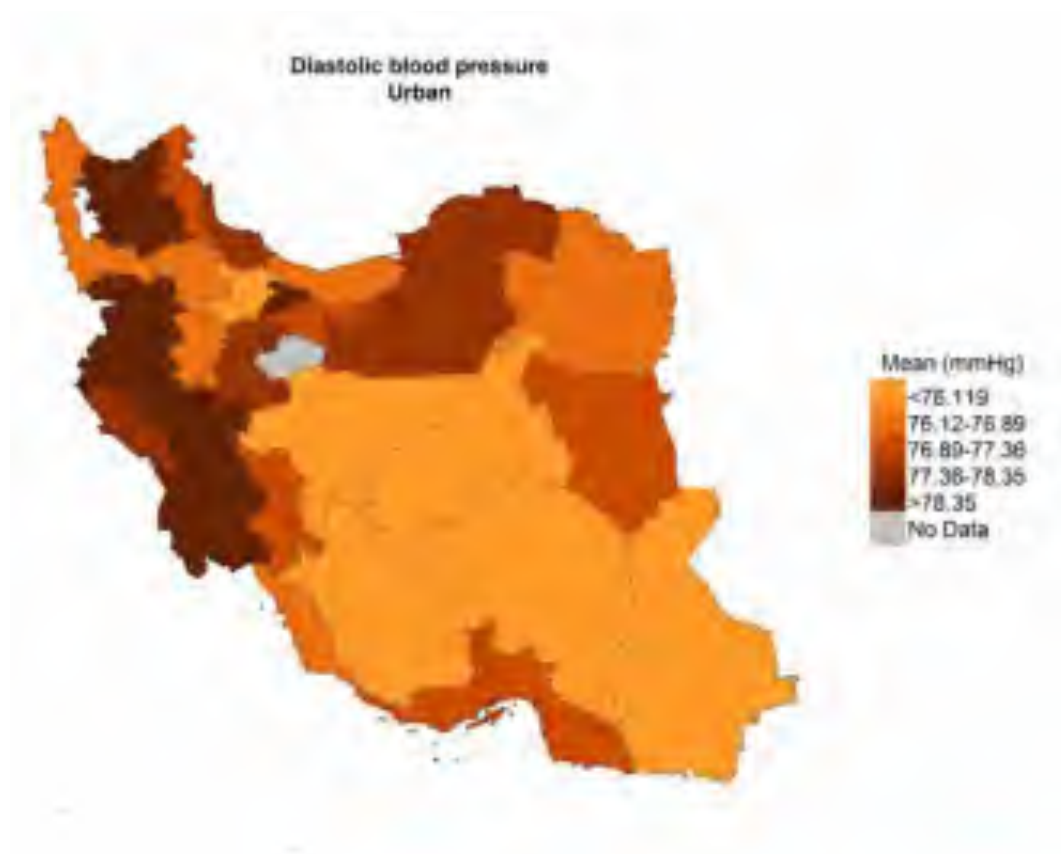 Diastolic blood pressure
Urban
Mean (mmHg)
<76.119
76.12-76.89
76.89-77.36
77.36-78.35
>78.35
No Data